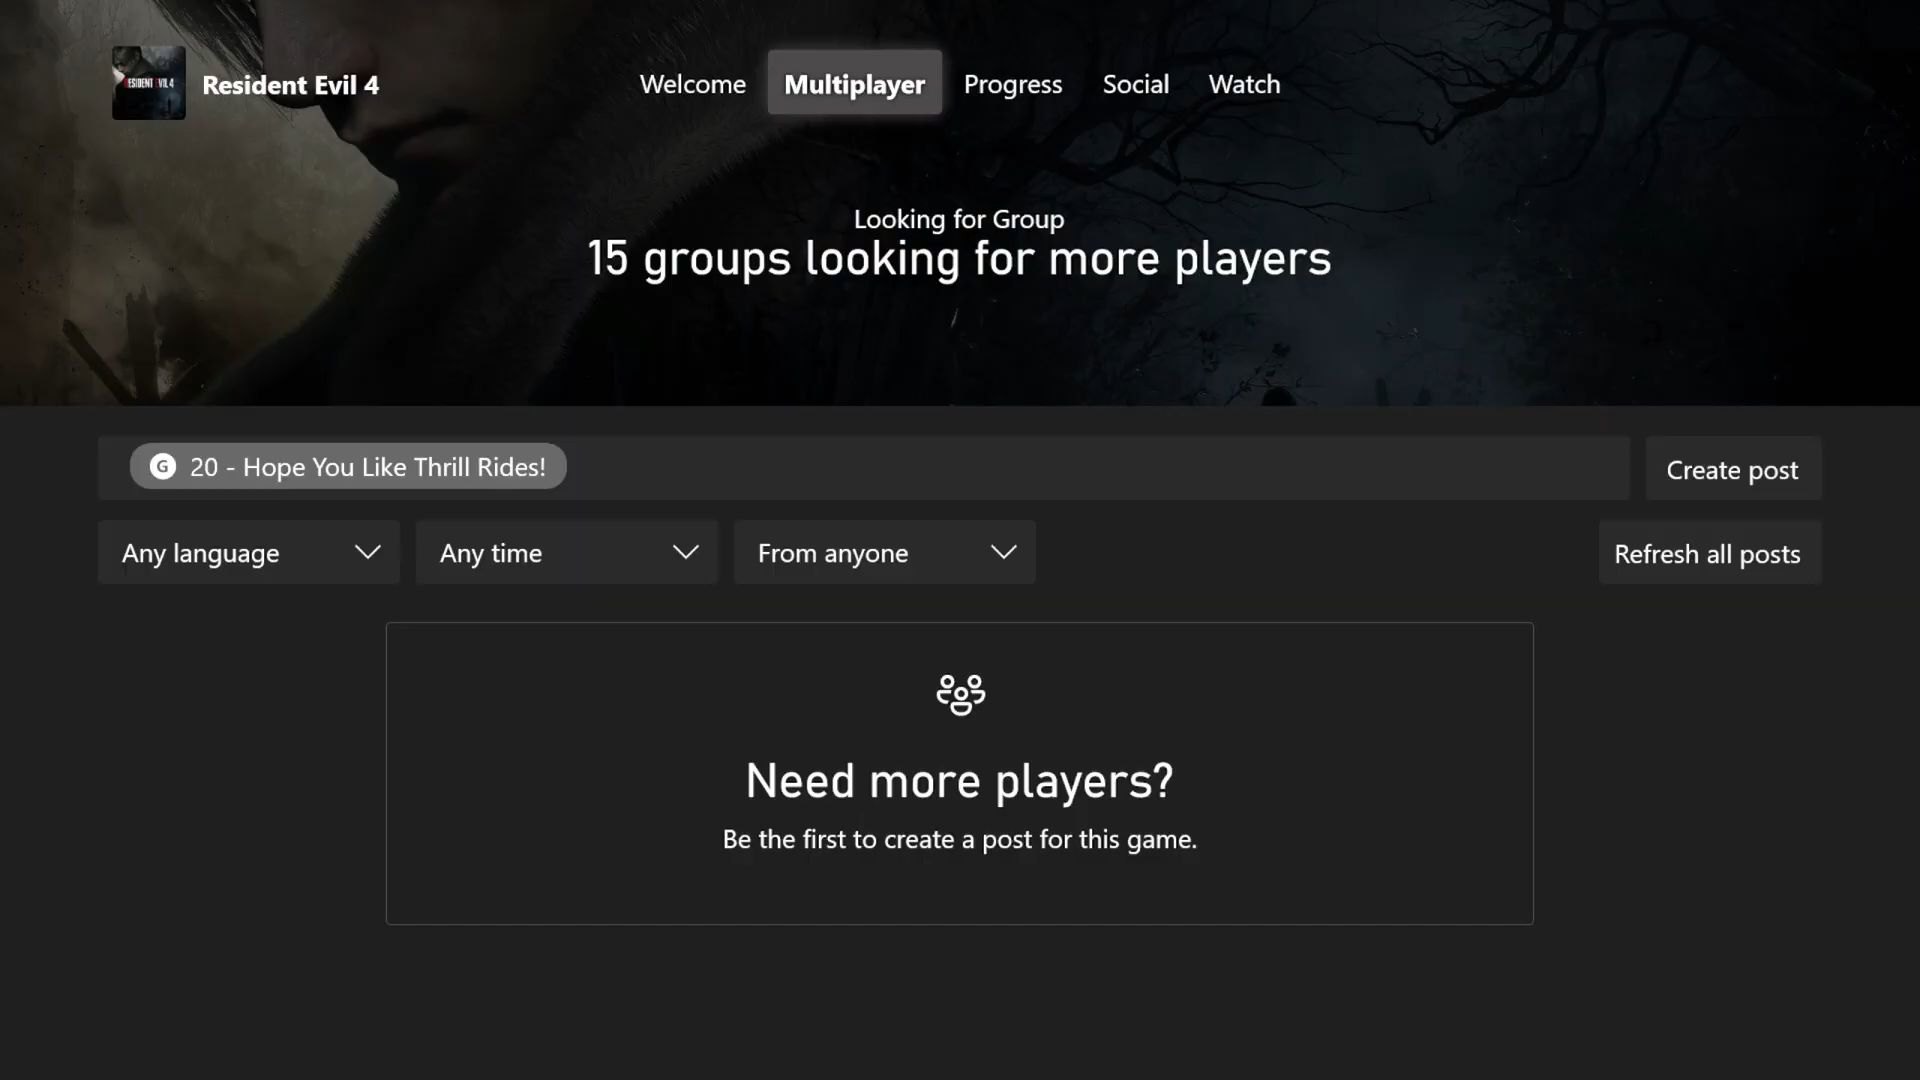 RESIDENT EVIL 4
Resident Evil 4
Welcome
Multiplayer
Progress
Social
Watch
Looking for Group
15 groups looking for more players
G 20 - Hope You Like Thrill Rides!
Create post
Any language
Any time
From anyone
Refresh all posts
Need more players?
Be the first to create a post for this game.